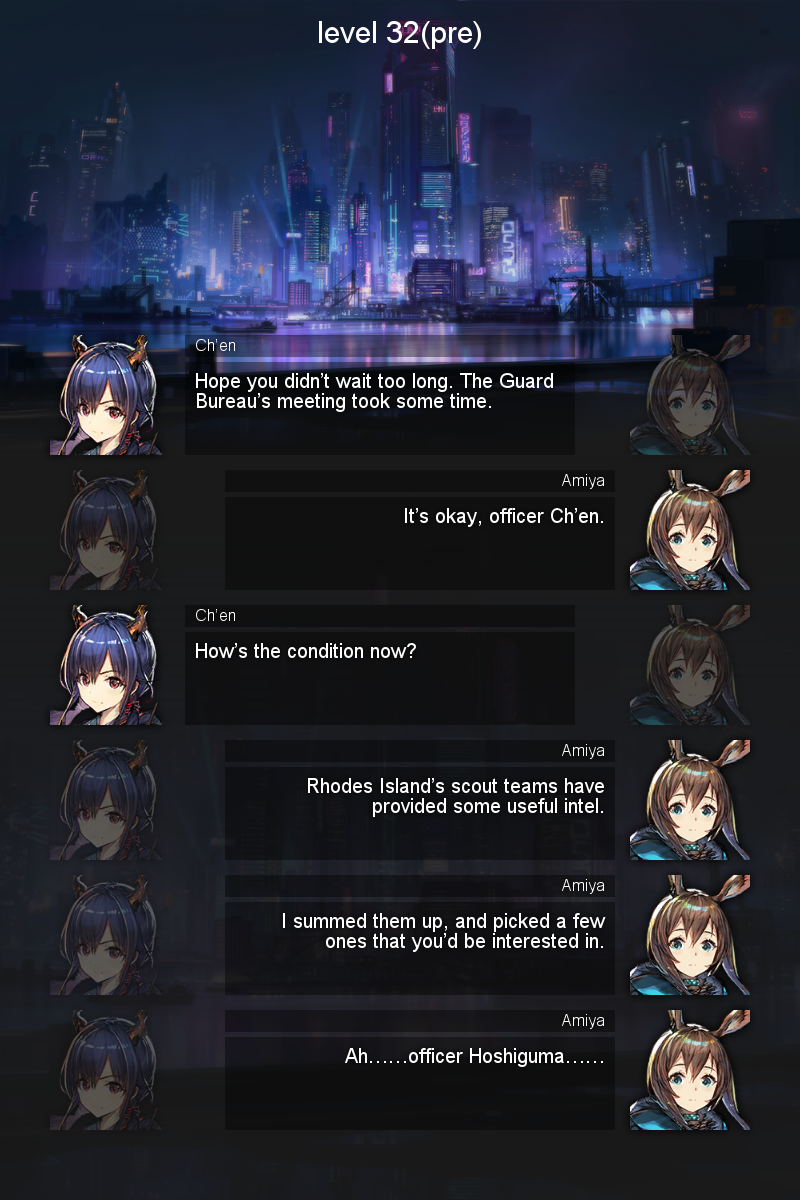 level 32(pre)
Ch'en
Hope you didn't wait too long. The Guard
Bureau's meeting took some time.
Amiya
It's okay, officer Ch'en.
Ch'en
How's the condition now?
Amiya
Rhodes Island's scout teams have
provided some useful intel.
Amiya
I summed them up, and picked a few
ones that you'd be interested in.
Amiya
Ah……officer Hoshiguma……